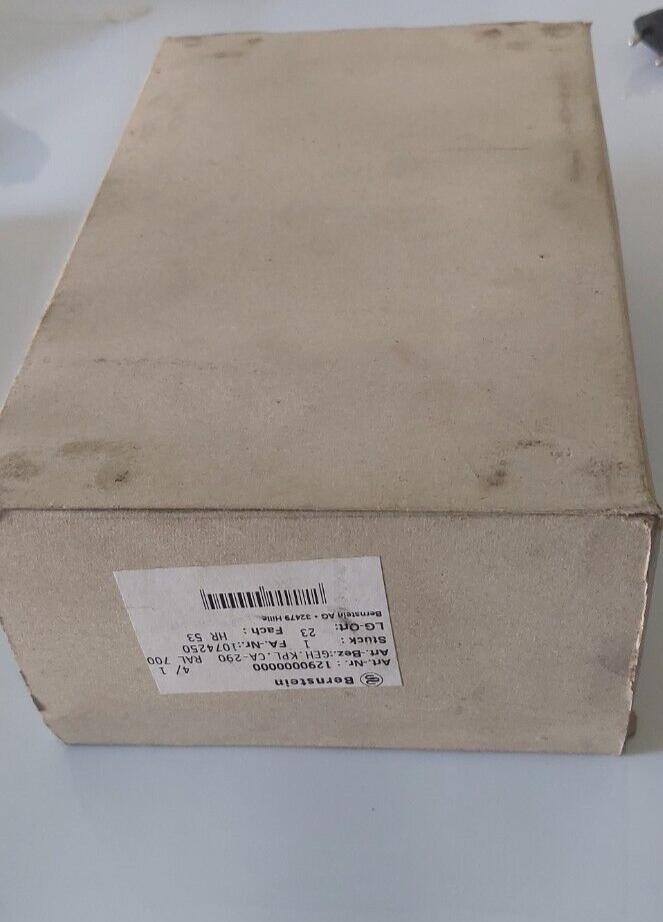 Bernstein
Art.-Nr. : 1290000000 4/ 1
Art.-Bez.:GEH.KPL.CA-290 RAL 700
Stück : 1 FA.-Nr.:1074250
LG-Ort: 23 Fach : HR 53
Bernstein AG • 32479 Hille